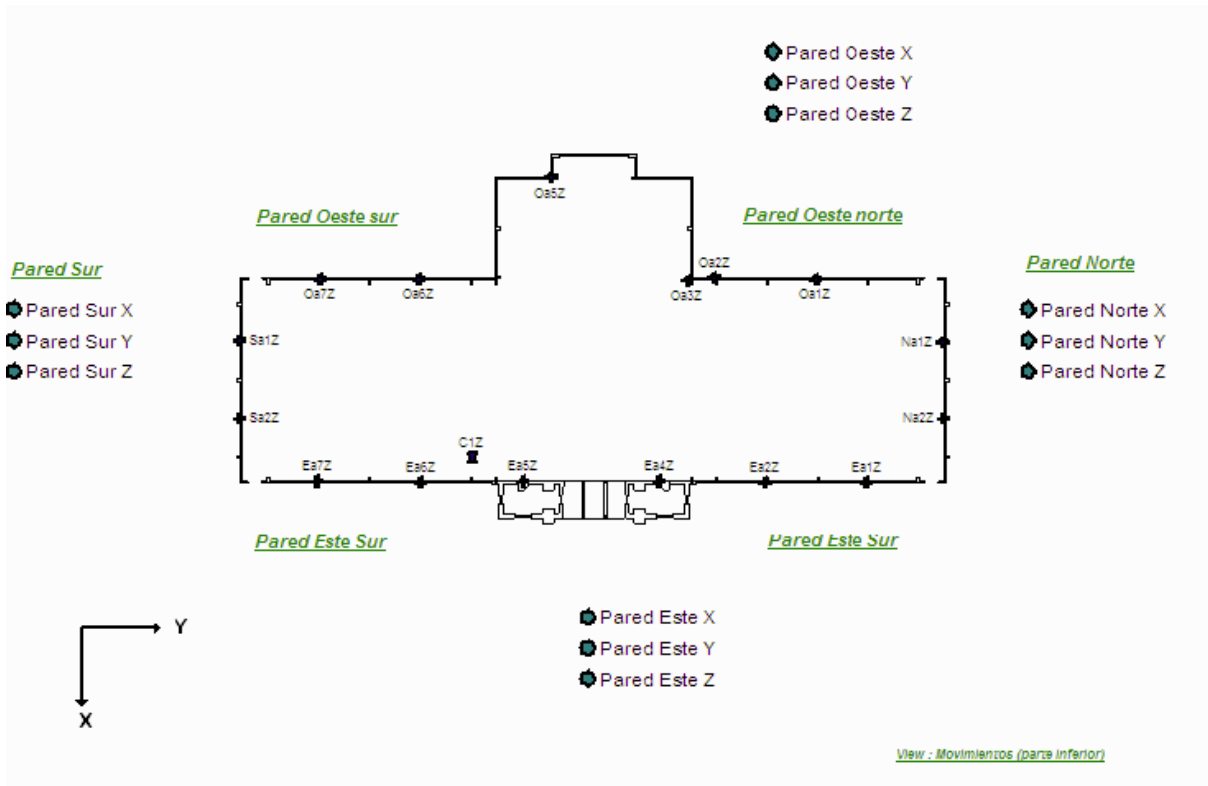 Pared Oeste X
Pared Oeste Y
Pared Oeste Z
Oa5Z
Pared Oeste sur
Pared Oeste norte
Pared Sur
Pared Norte
Oa2Z
Oa7Z
Oa6Z
Oa3Z
Oa1Z
Pared Sur X
Pared Sur Y
Pared Sur Z
Sa1Z
Na1Z
Pared Norte X
Pared Norte Y
Pared Norte Z
Sa2Z
Na2Z
C1Z
Ea7Z
Ea6Z
Ea5Z
Ea4Z
Ea2Z
Ea1Z
Pared Este Sur
Pared Este Sur
Pared Este X
Pared Este Y
Pared Este Z
Y
X
View : Movimientos (parte inferior)